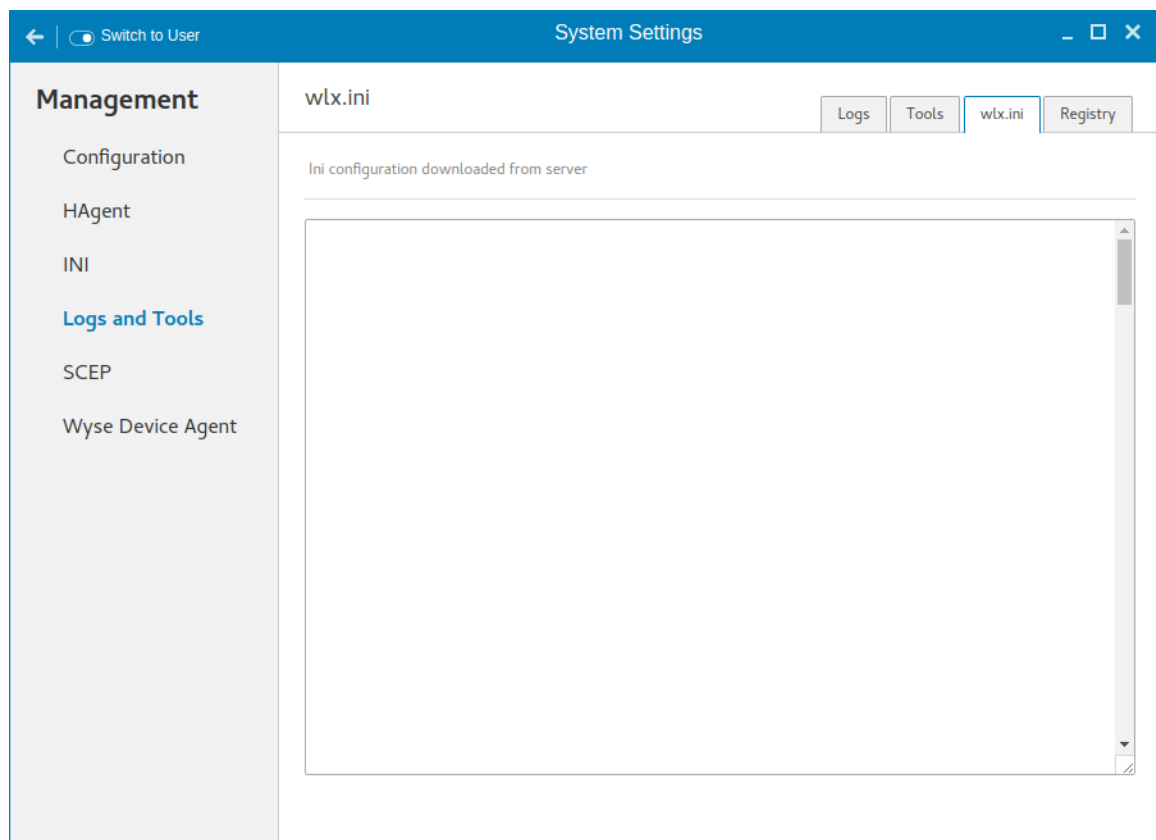 Switch to User
System Settings
Management
Configuration
HAgent
INI
Logs and Tools
SCEP
Wyse Device Agent
wlx.ini
Logs Tools wlx.ini Registry
Ini configuration downloaded from server